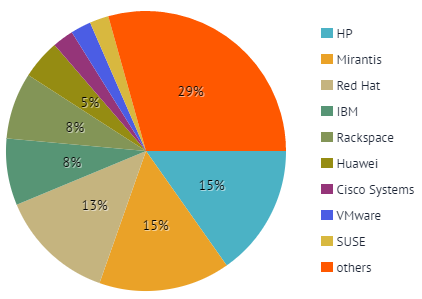 HP
Mirantis
Red Hat
IBM
Rackspace
Huawei
Cisco Systems
VMware
SUSE
others
29%
5%
8%
8%
13%
15%
15%